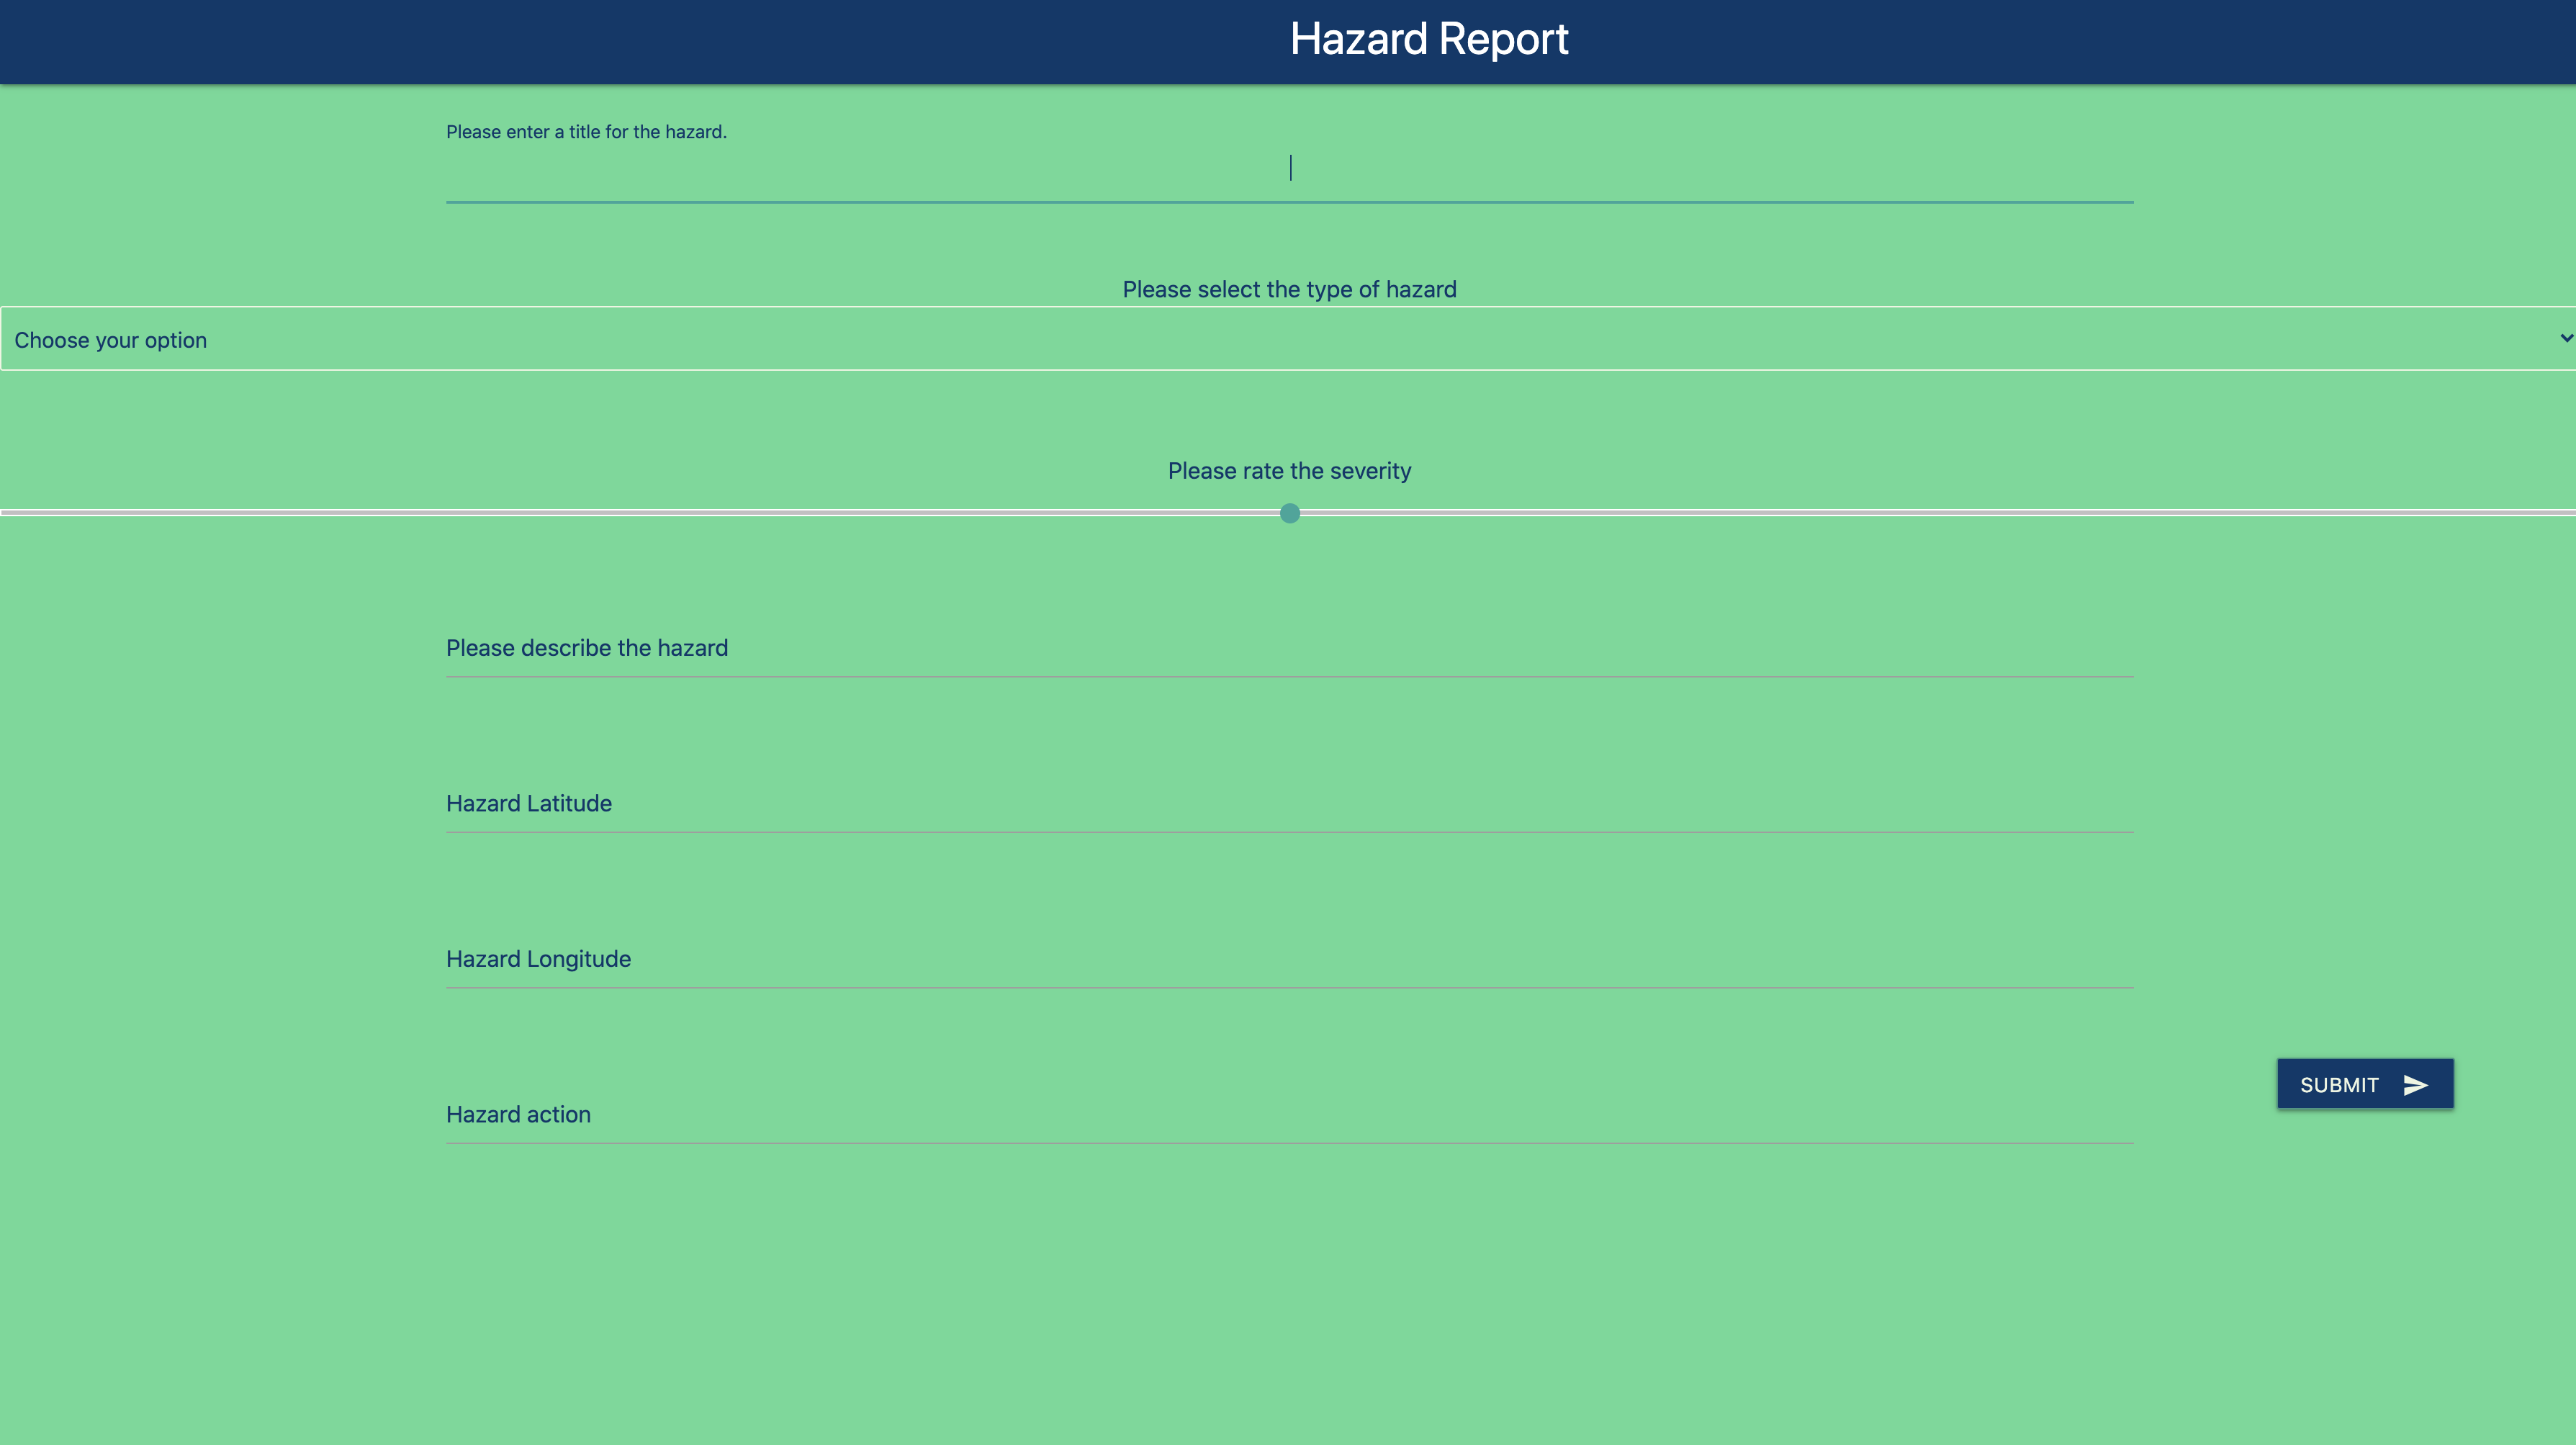 Hazard Report
Please enter a title for the hazard.
Please select the type of hazard
Choose your option
Please rate the severity
Please describe the hazard
Hazard Latitude
Hazard Longitude
SUBMIT
Hazard action